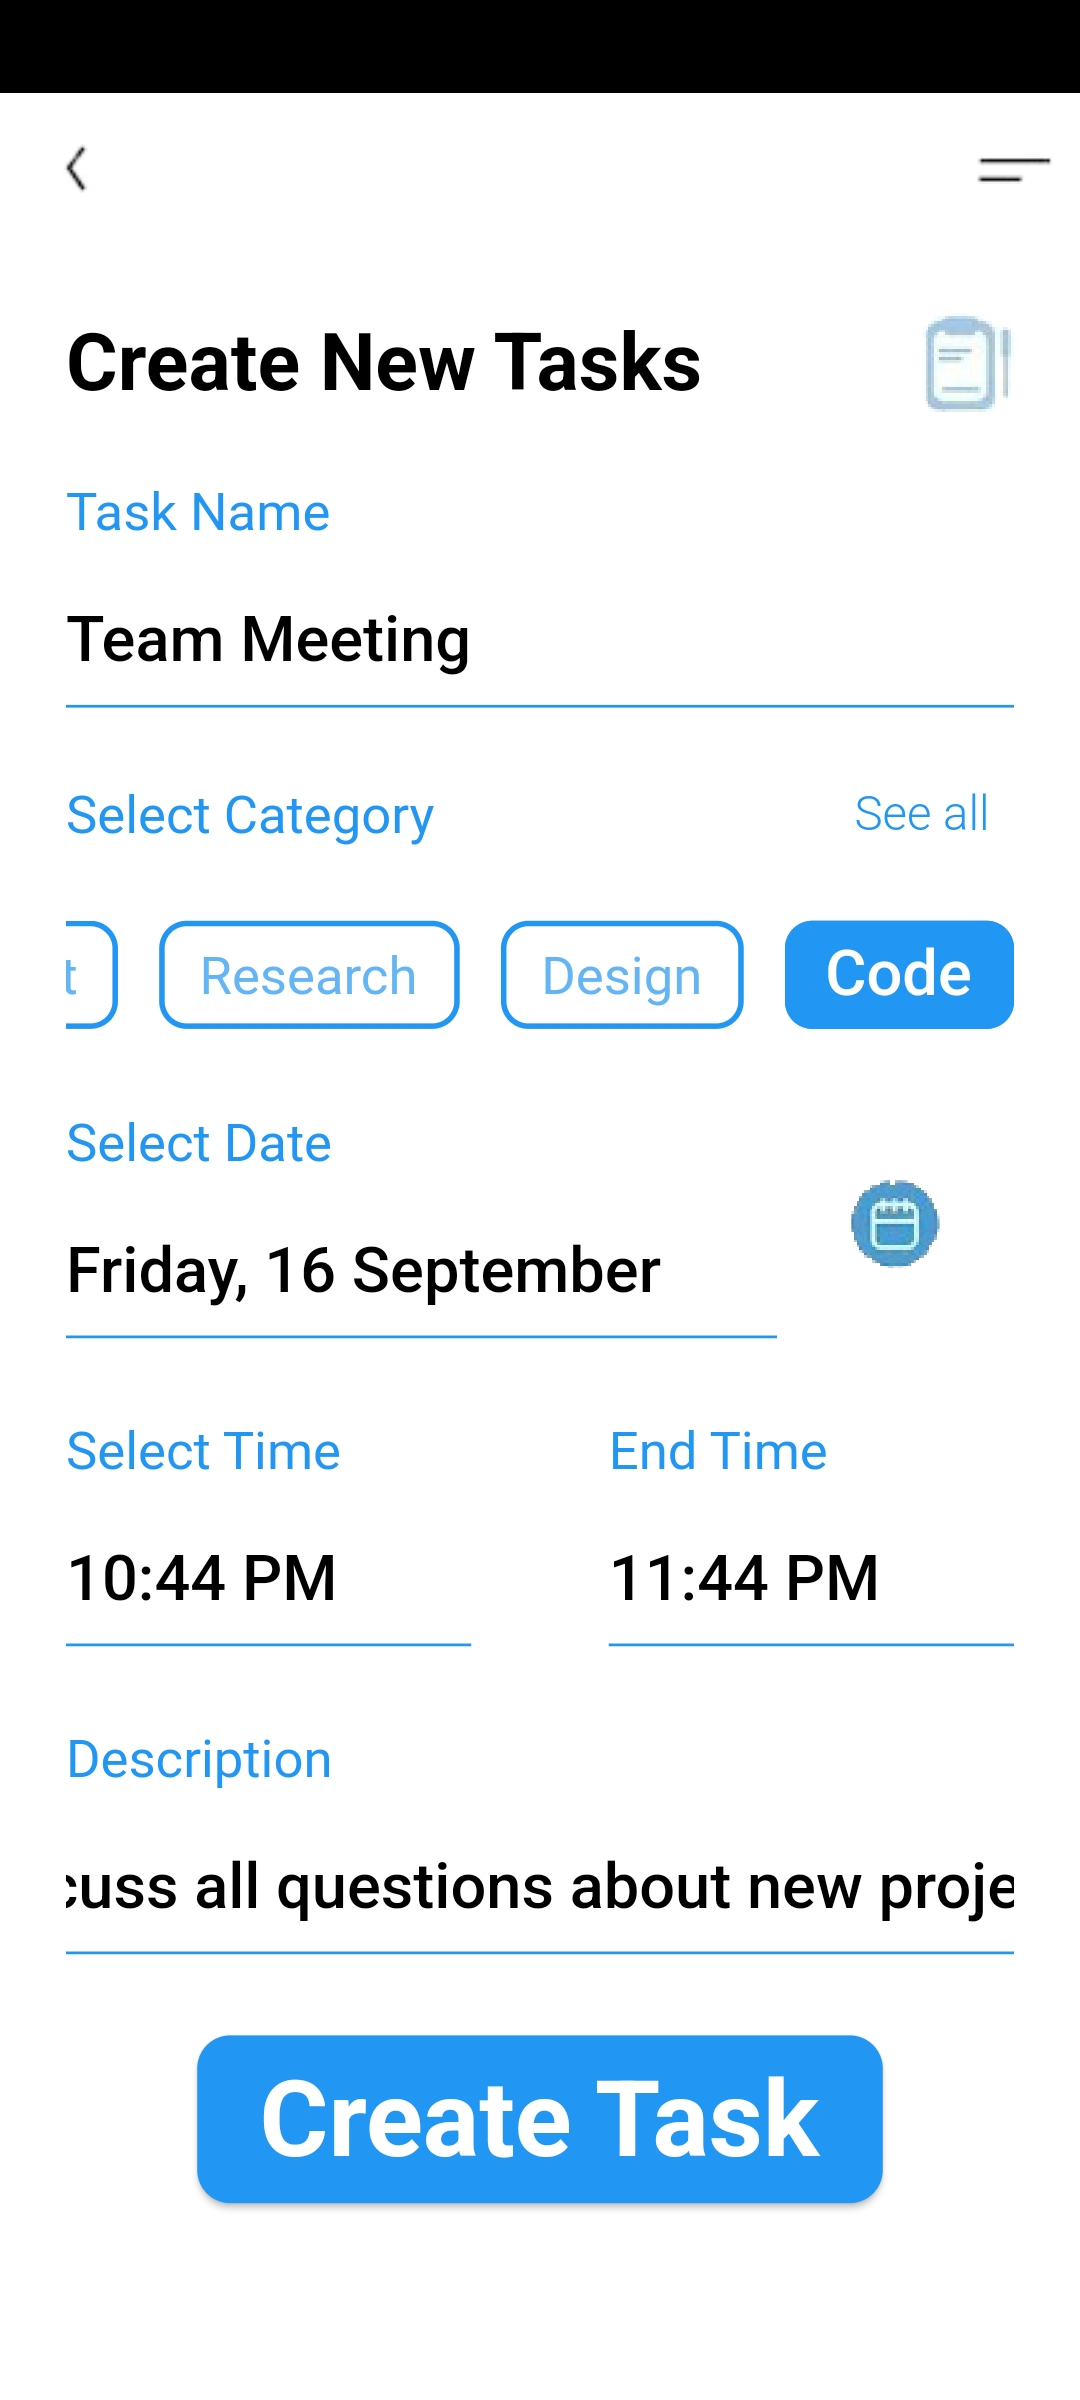 Create New Tasks
Task Name
Team Meeting
Select Category
See all
t
Research
Design
Code
Select Date
Friday, 16 September
Select Time
End Time
10:44 PM
11:44 PM
Description
cuss all questions about new proje
Create Task